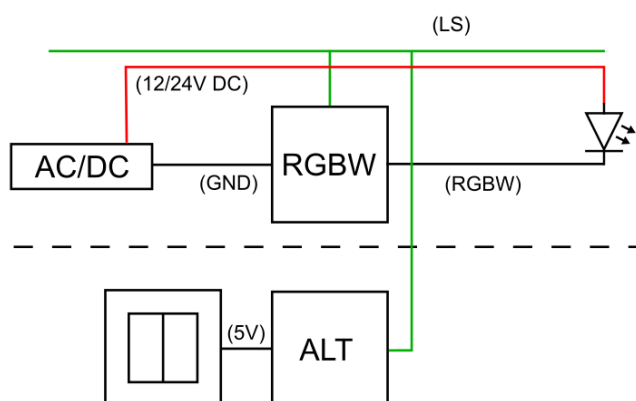 (LS)
(12/24V DC)
AC/DC
RGBW
(GND)
(RGBW)
(5V)
ALT